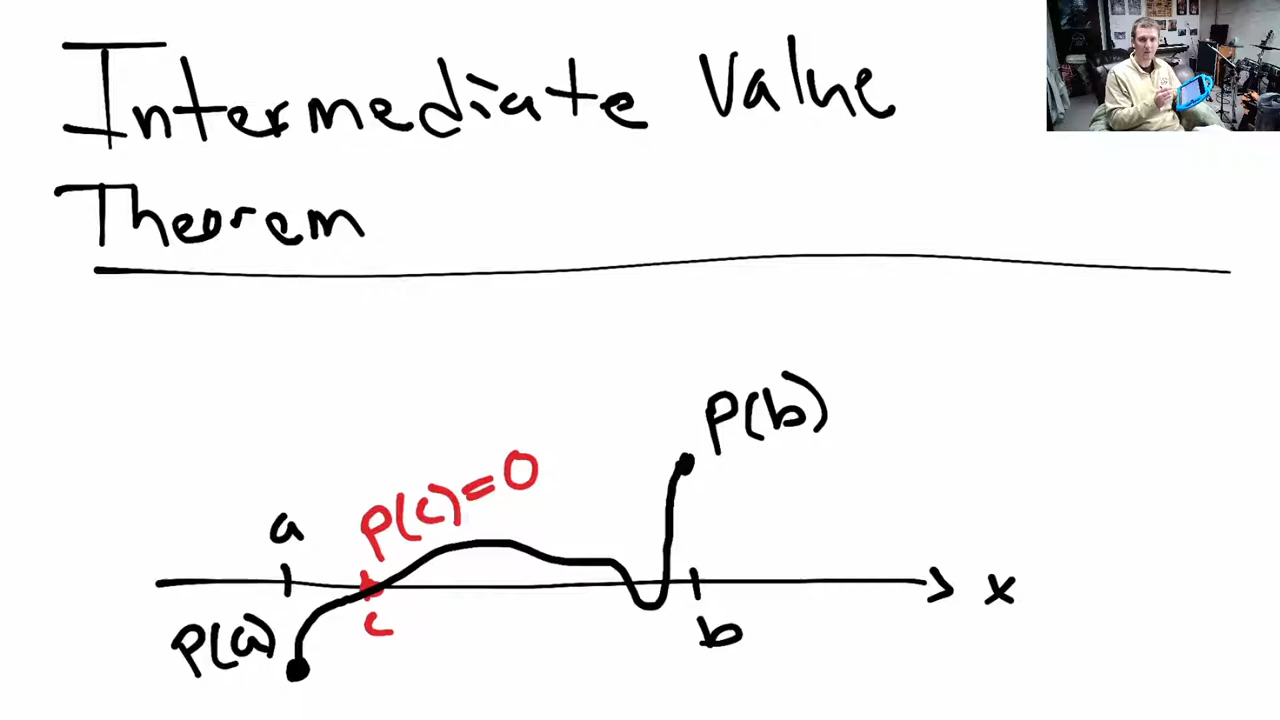 Intermediate Value
Theorem
p(b)
p(c)=0
a
x
p(a)
c
b